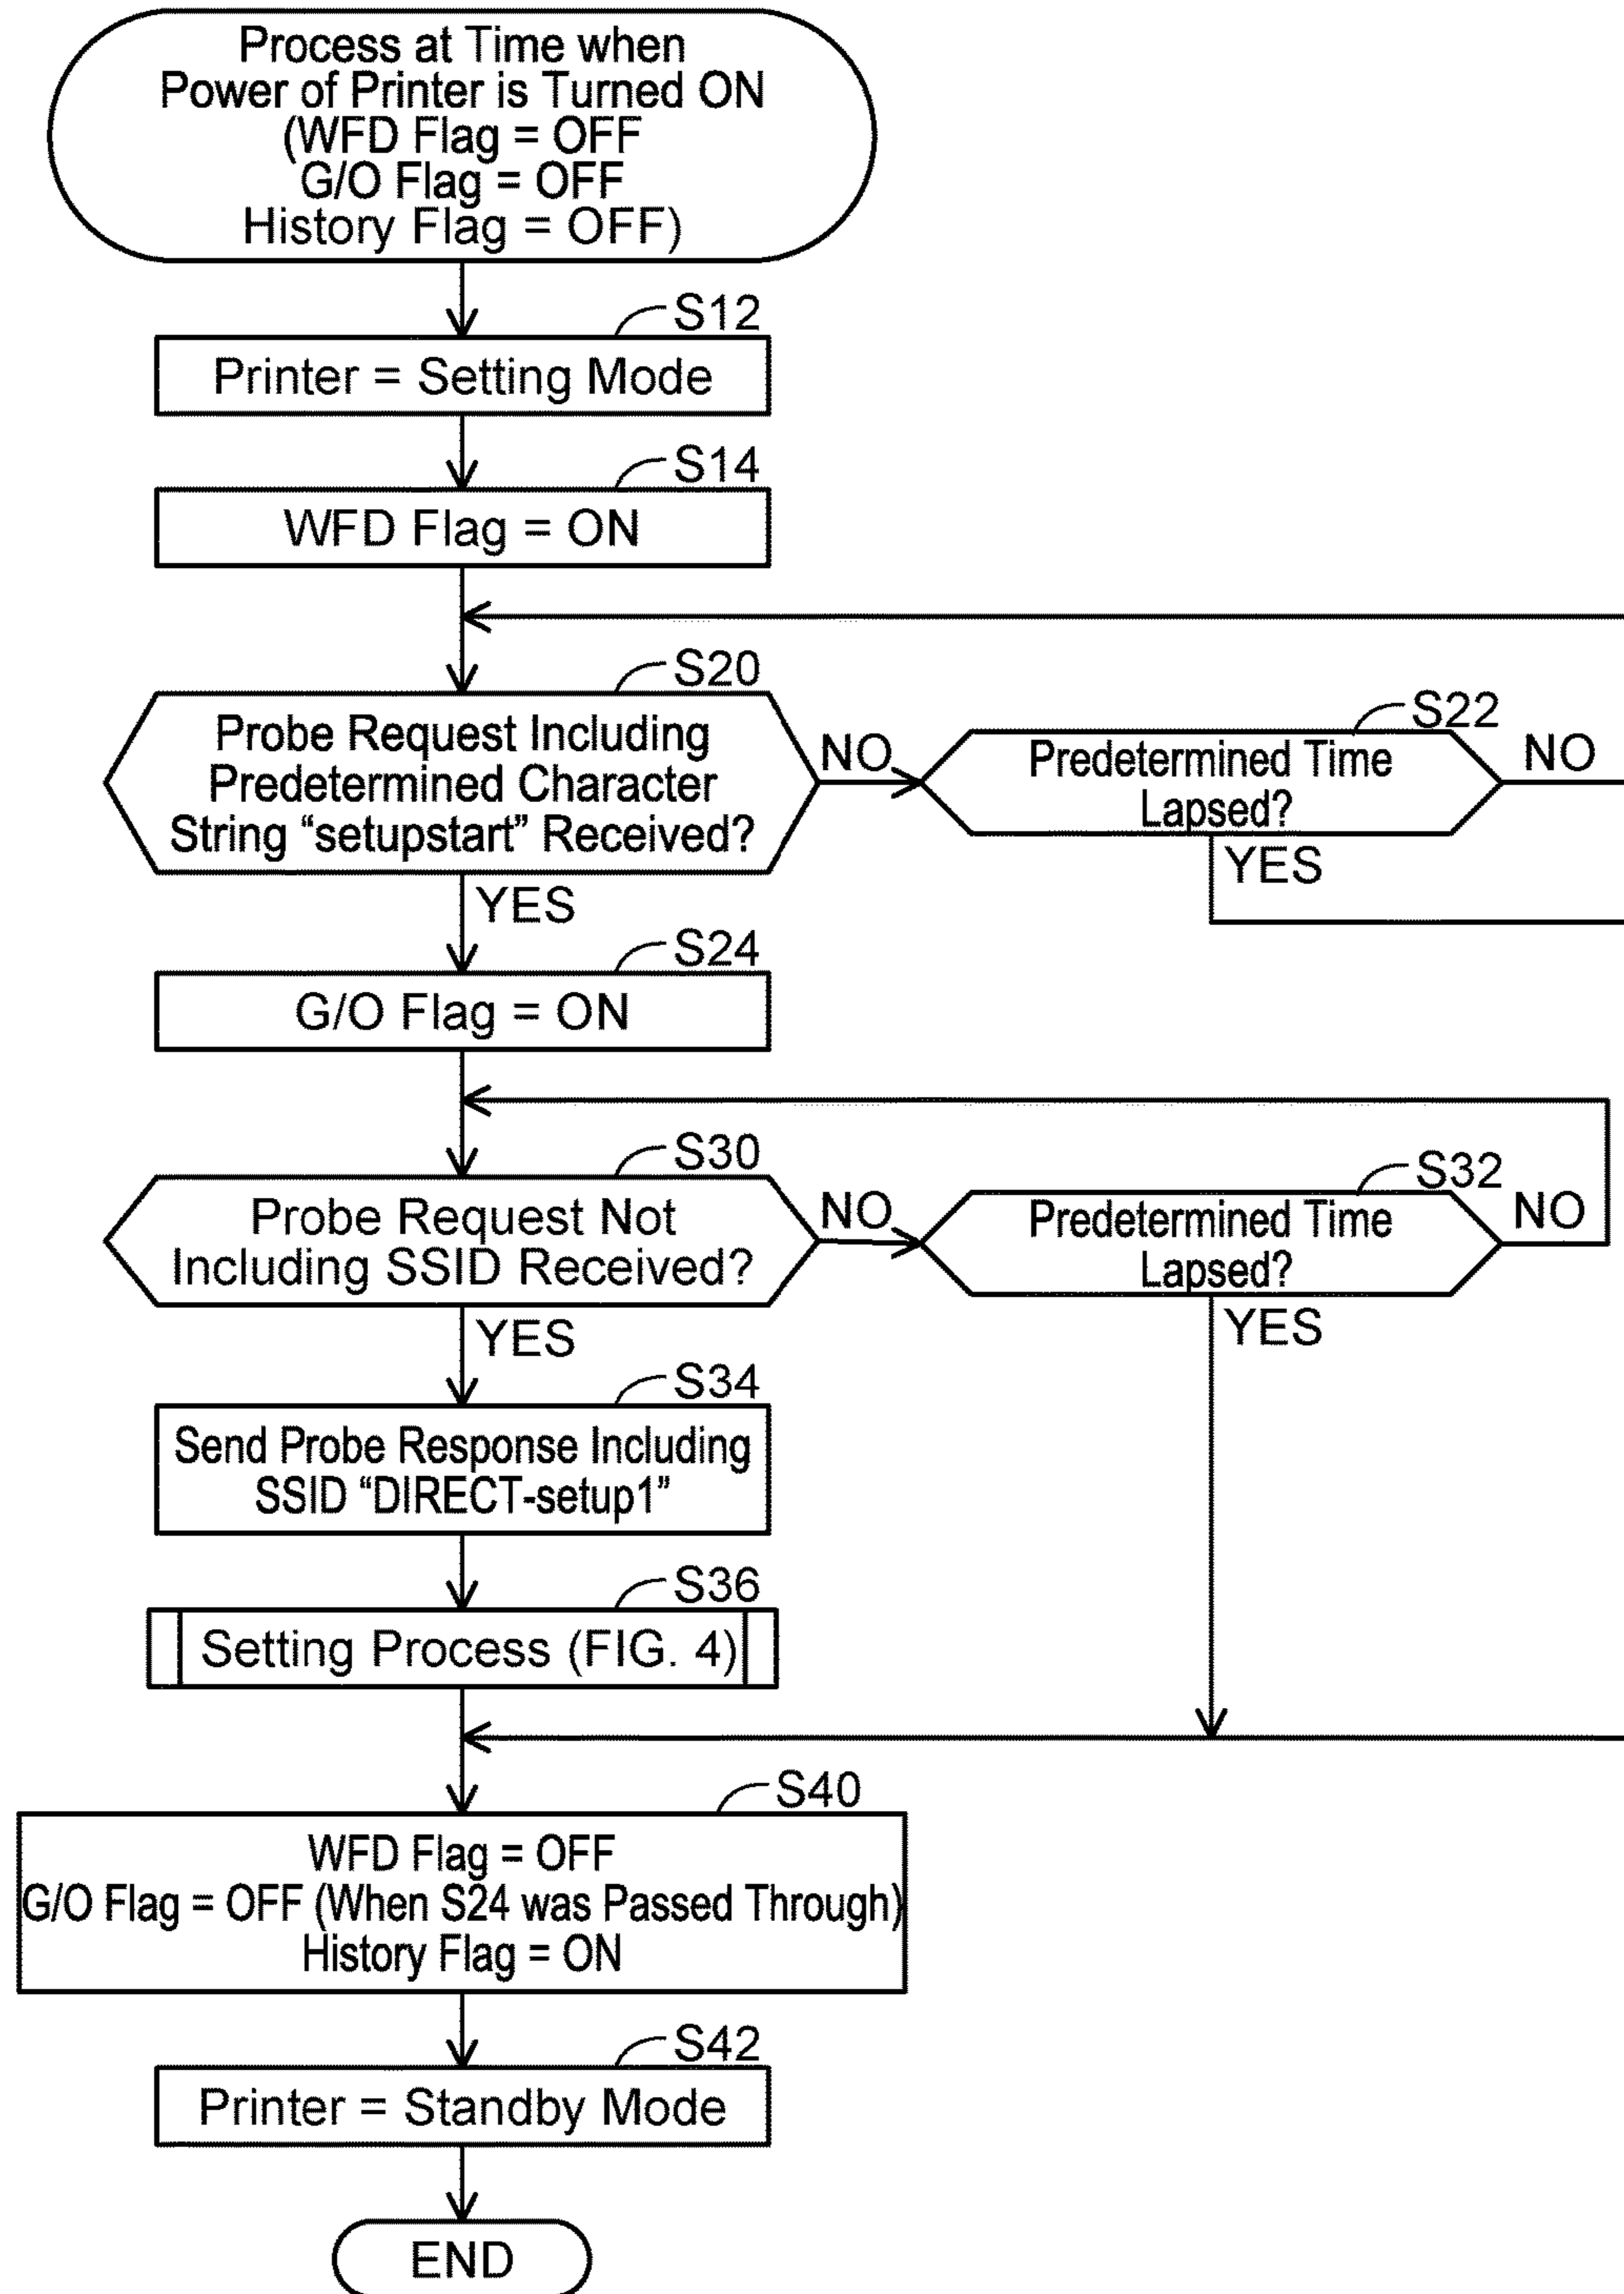 Process at Time when
Power of Printer is Turned ON
(WFD Flag = OFF
G/O Flag = OFF
History Flag = OFF)
S12
Printer = Setting Mode
S14
WFD Flag = ON
S20
Probe Request Including
Predetermined Character
String “setupstart” Received?
NO
S22
Predetermined Time
Lapsed?
NO
YES
YES
S24
G/O Flag = ON
S30
Probe Request Not
Including SSID Received?
NO
S32
Predetermined Time
Lapsed?
NO
YES
YES
S34
Send Probe Response Including
SSID “DIRECT-setup1”
S36
Setting Process (FIG. 4)
S40
WFD Flag = OFF
G/O Flag = OFF (When S24 was Passed Through)
History Flag = ON
S42
Printer = Standby Mode
END